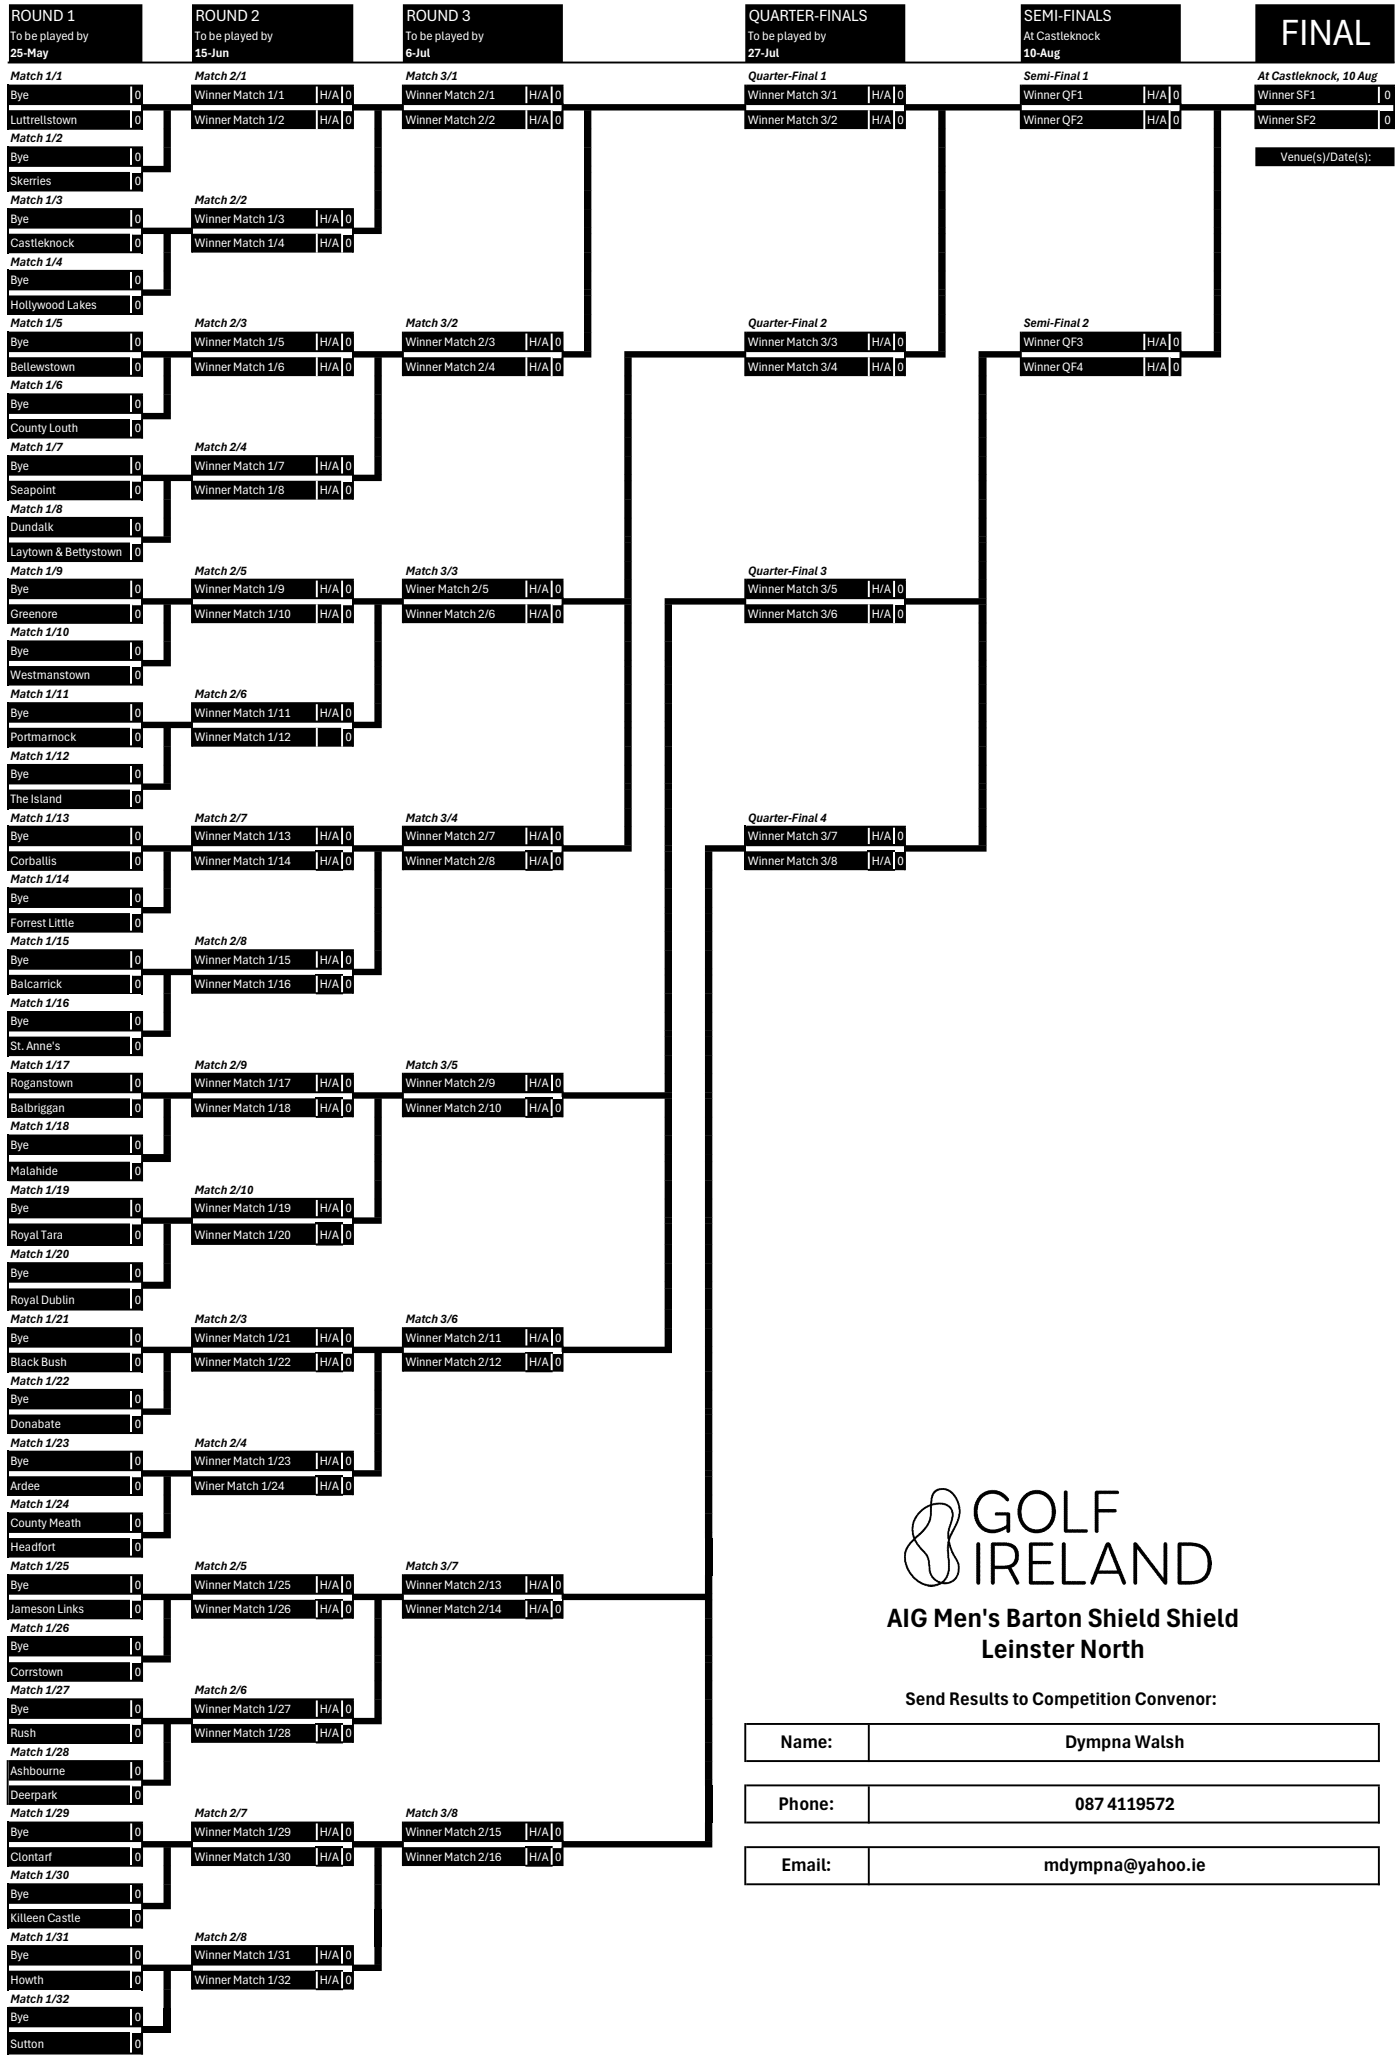 ROUND 1
To be played by
25-May
Match 1/1
Bye 0
Luttrellstown 0
Match 1/2
Bye 0
Skerries 0
Match 1/3
Bye 0
Castleknock 0
Match 1/4
Bye 0
Hollywood Lakes 0
Match 1/5
Bye 0
Bellewstown 0
Match 1/6
Bye 0
County Louth 0
Match 1/7
Bye 0
Seapoint 0
Match 1/8
Dundalk 0
Laytown & Bettystown 0
Match 1/9
Bye 0
Greenore 0
Match 1/10
Bye 0
Westmanstown 0
Match 1/11
Bye 0
Portmarnock 0
Match 1/12
Bye 0
The Island 0
Match 1/13
Bye 0
Corballis 0
Match 1/14
Bye 0
Forrest Little 0
Match 1/15
Bye 0
Balcarrick 0
Match 1/16
Bye 0
St. Anne's 0
Match 1/17
Roganstown 0
Balbriggan 0
Match 1/18
Bye 0
Malahide 0
Match 1/19
Bye 0
Royal Tara 0
Match 1/20
Bye 0
Royal Dublin 0
Match 1/21
Bye 0
Black Bush 0
Match 1/22
Bye 0
Donabate 0
Match 1/23
Bye 0
Ardee 0
Match 1/24
County Meath 0
Headfort 0
Match 1/25
Bye 0
Jameson Links 0
Match 1/26
Bye 0
Corrstown 0
Match 1/27
Bye 0
Rush 0
Match 1/28
Ashbourne 0
Deerpark 0
Match 1/29
Bye 0
Clontarf 0
Match 1/30
Bye 0
Killeen Castle 0
Match 1/31
Bye 0
Howth 0
Match 1/32
Bye 0
Sutton 0
ROUND 2
To be played by
15-Jun
Match 2/1
Winner Match 1/1 H/A 0
Winner Match 1/2 H/A 0
Match 2/2
Winner Match 1/3 H/A 0
Winner Match 1/4 H/A 0
Match 2/3
Winner Match 1/5 H/A 0
Winner Match 1/6 H/A 0
Match 2/4
Winner Match 1/7 H/A 0
Winner Match 1/8 H/A 0
Match 2/5
Winner Match 1/9 H/A 0
Winner Match 1/10 H/A 0
Match 2/6
Winner Match 1/11 H/A 0
Winner Match 1/12 0
Match 2/7
Winner Match 1/13 H/A 0
Winner Match 1/14 H/A 0
Match 2/8
Winner Match 1/15 H/A 0
Winner Match 1/16 H/A 0
Match 2/9
Winner Match 1/17 H/A 0
Winner Match 1/18 H/A 0
Match 2/10
Winner Match 1/19 H/A 0
Winner Match 1/20 H/A 0
Match 2/3
Winner Match 1/21 H/A 0
Winner Match 1/22 H/A 0
Match 2/4
Winner Match 1/23 H/A 0
Winer Match 1/24 H/A 0
Match 2/5
Winner Match 1/25 H/A 0
Winner Match 1/26 H/A 0
Match 2/6
Winner Match 1/27 H/A 0
Winner Match 1/28 H/A 0
Match 2/7
Winner Match 1/29 H/A 0
Winner Match 1/30 H/A 0
Match 2/8
Winner Match 1/31 H/A 0
Winner Match 1/32 H/A 0
ROUND 3
To be played by
6-Jul
Match 3/1
Winner Match 2/1 H/A 0
Winner Match 2/2 H/A 0
Match 3/2
Winner Match 2/3 H/A 0
Winner Match 2/4 H/A 0
Match 3/3
Winer Match 2/5 H/A 0
Winner Match 2/6 H/A 0
Match 3/4
Winner Match 2/7 H/A 0
Winner Match 2/8 H/A 0
Match 3/5
Winner Match 2/9 H/A 0
Winner Match 2/10 H/A 0
Match 3/6
Winner Match 2/11 H/A 0
Winner Match 2/12 H/A 0
Match 3/7
Winner Match 2/13 H/A 0
Winner Match 2/14 H/A 0
Match 3/8
Winner Match 2/15 H/A 0
Winner Match 2/16 H/A 0
QUARTER-FINALS
To be played by
27-Jul
Quarter-Final 1
Winner Match 3/1 H/A 0
Winner Match 3/2 H/A 0
Quarter-Final 2
Winner Match 3/3 H/A 0
Winner Match 3/4 H/A 0
Quarter-Final 3
Winner Match 3/5 H/A 0
Winner Match 3/6 H/A 0
Quarter-Final 4
Winner Match 3/7 H/A 0
Winner Match 3/8 H/A 0
SEMI-FINALS
At Castleknock
10-Aug
Semi-Final 1
Winner QF1 H/A 0
Winner QF2 H/A 0
Semi-Final 2
Winner QF3 H/A 0
Winner QF4 H/A 0
FINAL
At Castleknock, 10 Aug
Winner SF1 0
Winner SF2 0
Venue(s)/Date(s):
GOLF
IRELAND
AIG Men's Barton Shield Shield
Leinster North
Send Results to Competition Convenor:
Name: Dympna Walsh
Phone: 087 4119572
Email: mdympna@yahoo.ie